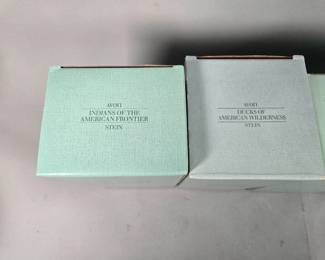 AVON
INDIANS OF THE
AMERICAN FRONTIER
STEIN
AVON
DUCKS OF
AMERICAN WILDERNESS
STEIN